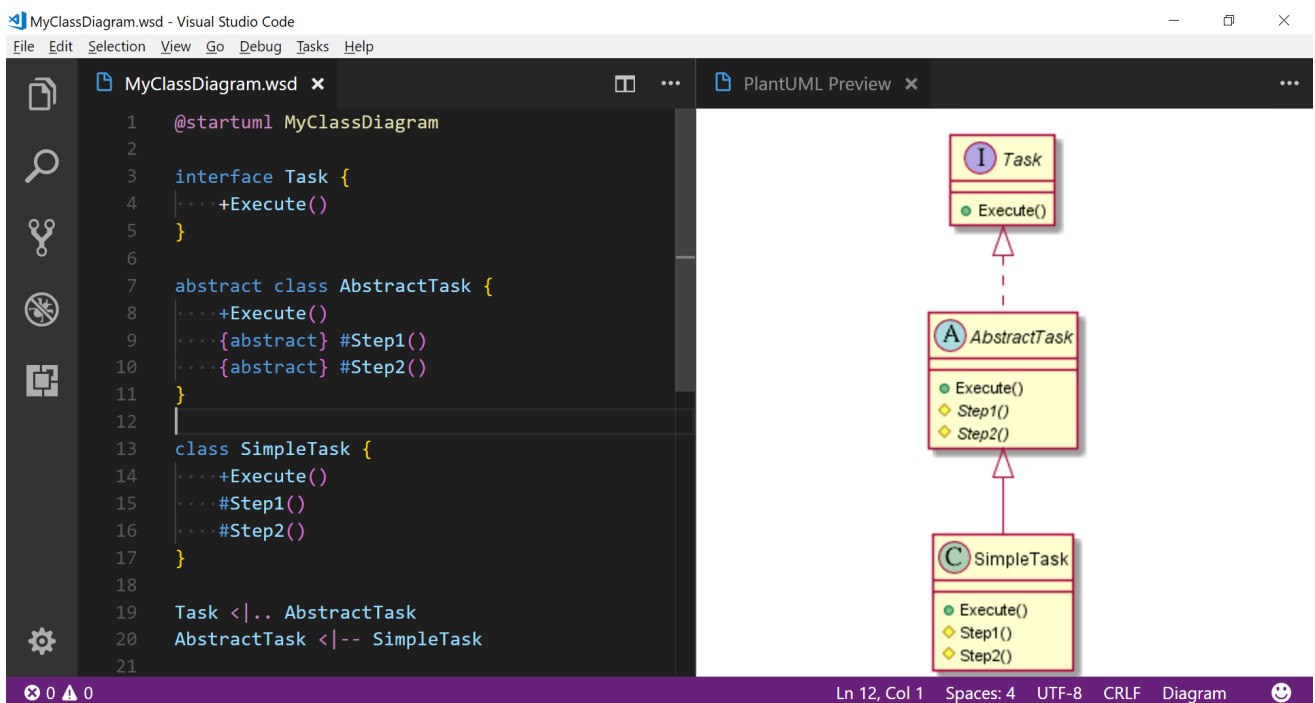 MyClassDiagram.wsd - Visual Studio Code
File Edit Selection View Go Debug Tasks Help
MyClassDiagram.wsd
PlantUML Preview
1 @startuml MyClassDiagram
2
3 interface Task {
4 ····+Execute()
5 }
6
7 abstract class AbstractTask {
8 ····+Execute()
9 ····{abstract} #Step1()
10 ····{abstract} #Step2()
11 }
12
13 class SimpleTask {
14 ····+Execute()
15 ····#Step1()
16 ····#Step2()
17 }
18
19 Task <|.. AbstractTask
20 AbstractTask <|-- SimpleTask
21
I Task
Execute()
A AbstractTask
Execute()
Step1()
Step2()
C SimpleTask
Execute()
Step1()
Step2()
0 0
Ln 12, Col 1 Spaces: 4 UTF-8 CRLF Diagram